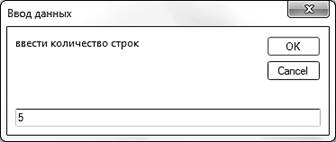 Ввод данных
ввести количество строк
OK
Cancel
5